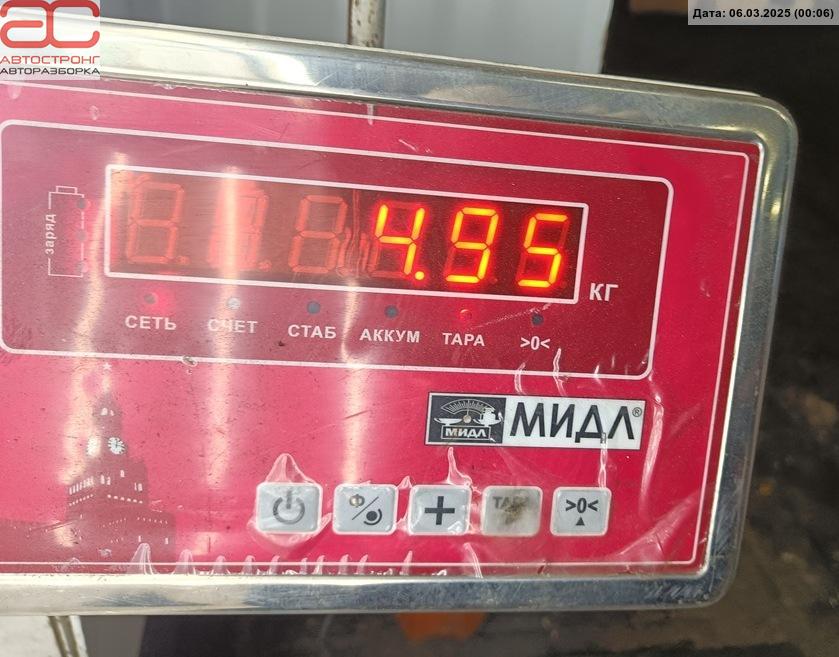 АС
АВТОСТРОНГ
АВТОРАЗБОРКА
Дата: 06.03.2025 (00:06)
заряд
4.95
КГ
СЕТЬ СЧЕТ СТАБ АККУМ ТАРА >0<
МИДЛ МИДЛ®
Ф + ТАРА >0<